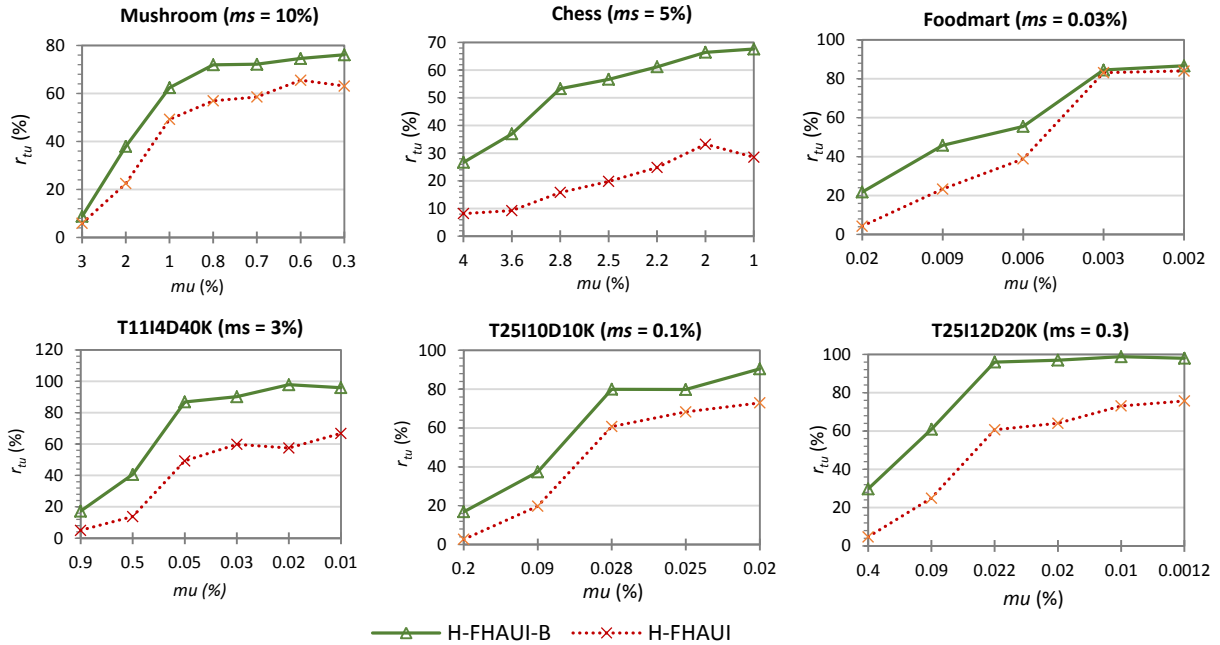 Mushroom (ms = 10%)
80
60
40
20
0
r_tu (%)
3 2 1 0.8 0.7 0.6 0.3
mu (%)
Chess (ms = 5%)
70
60
50
40
30
20
10
0
r_tu (%)
4 3.6 2.8 2.5 2.2 2 1
mu (%)
Foodmart (ms = 0.03%)
100
80
60
40
20
0
r_tu (%)
0.02 0.009 0.006 0.003 0.002
mu (%)
T11I4D40K (ms = 3%)
120
100
80
60
40
20
0
r_tu (%)
0.9 0.5 0.05 0.03 0.02 0.01
mu (%)
T25I10D10K (ms = 0.1%)
100
80
60
40
20
0
r_tu (%)
0.2 0.09 0.028 0.025 0.02
mu (%)
T25I12D20K (ms = 0.3)
100
80
60
40
20
0
r_tu (%)
0.4 0.09 0.022 0.02 0.01 0.0012
mu (%)
H-FHAUI-B H-FHAUI